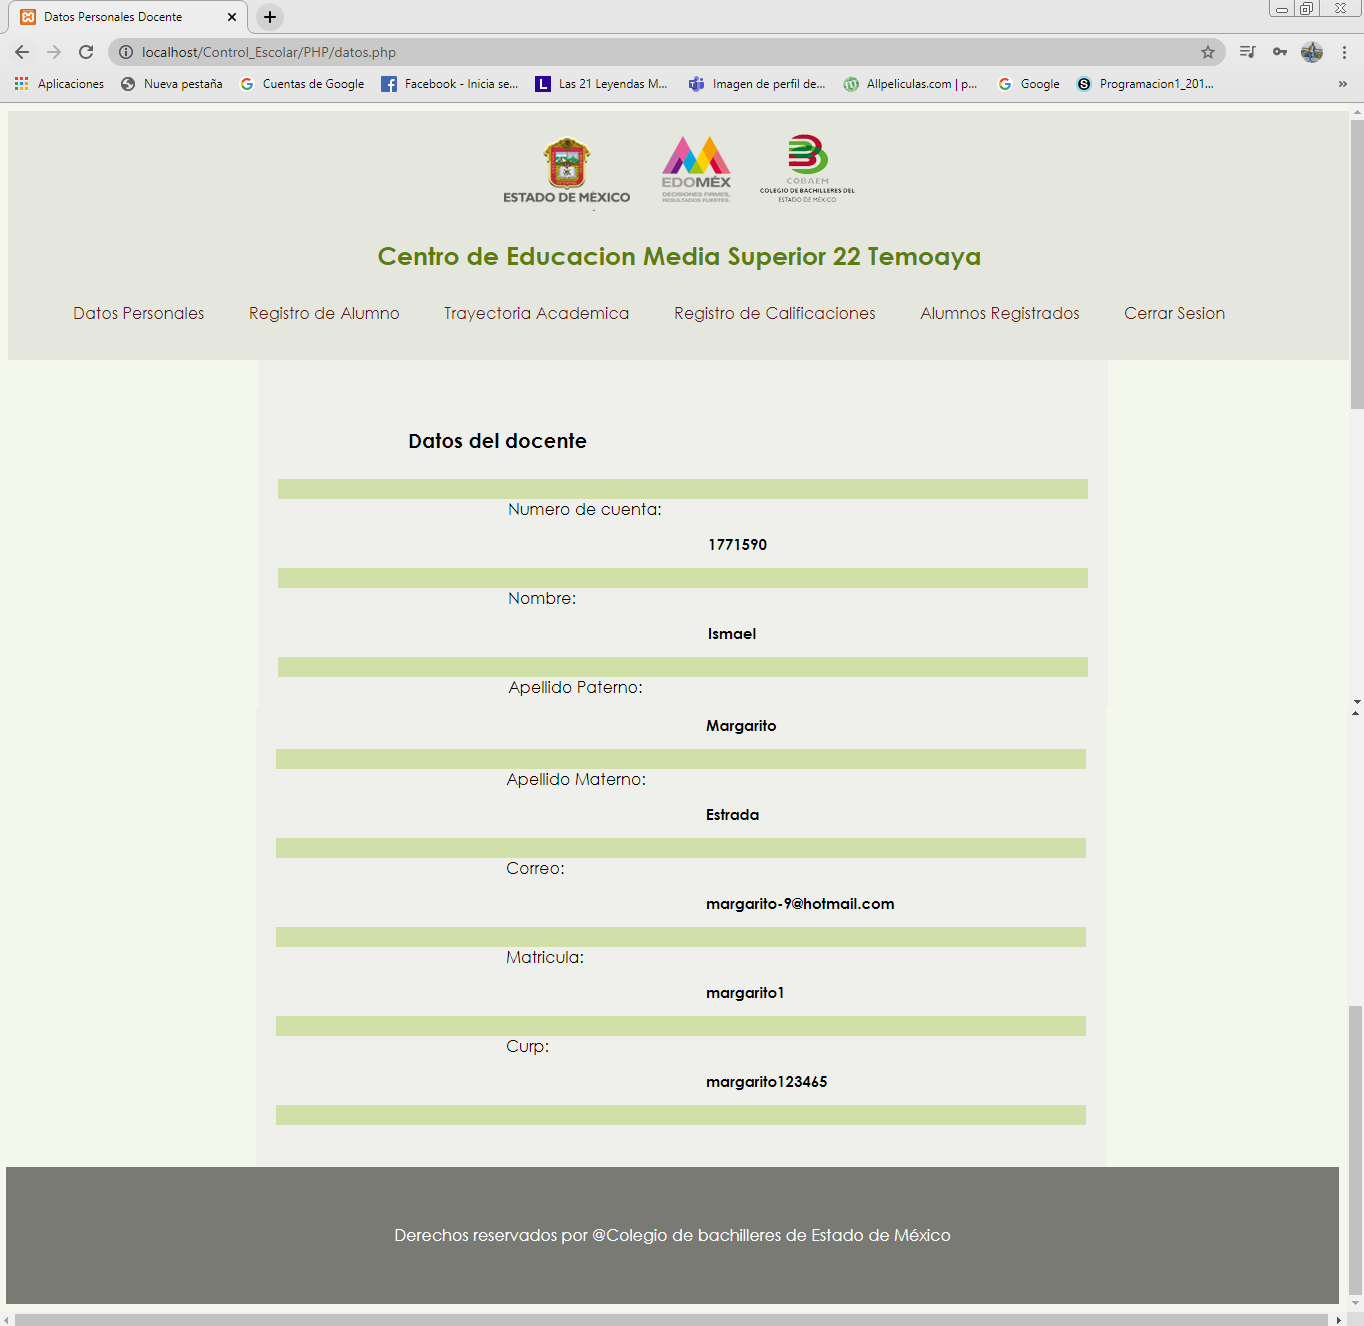 Datos Personales Docente
localhost/Control_Escolar/PHP/datos.php
Aplicaciones Nueva pestaña Cuentas de Google Facebook - Inicia se... Las 21 Leyendas M... Imagen de perfil de... Allpeliculas.com | p... Google Programacion1_201...
ESTADO DE MÉXICO
EDOMÉX
DECISIONES FIRMES,
RESULTADOS FUERTES.
COBAEM
COLEGIO DE BACHILLERES DEL
ESTADO DE MÉXICO
Centro de Educacion Media Superior 22 Temoaya
Datos Personales Registro de Alumno Trayectoria Academica Registro de Calificaciones Alumnos Registrados Cerrar Sesion
Datos del docente
Numero de cuenta:
1771590
Nombre:
Ismael
Apellido Paterno:
Margarito
Apellido Materno:
Estrada
Correo:
margarito-9@hotmail.com
Matricula:
margarito1
Curp:
margarito123465
Derechos reservados por @Colegio de bachilleres de Estado de México